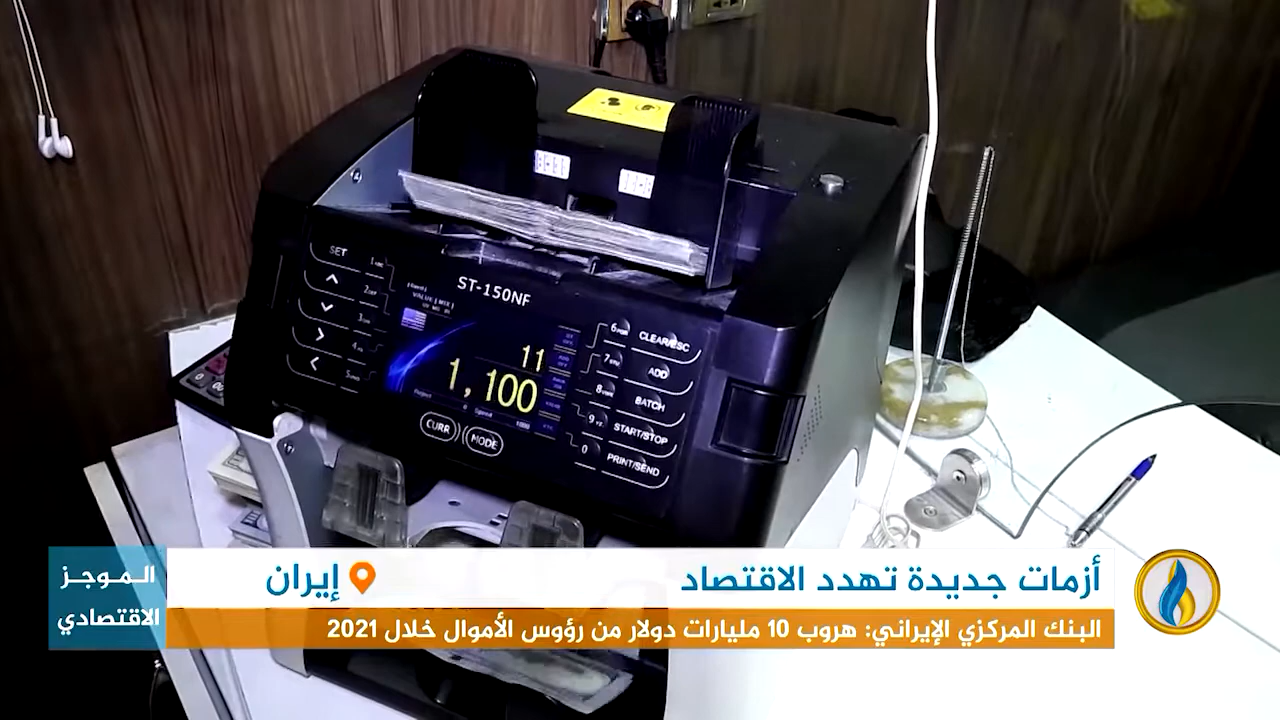 SET
ST-150NF
11
1,100
CURR
MODE
CLEAR/ESC
ADD
BATCH
START/STOP
PRINT/SEND
أزمات جديدة تهدد الاقتصاد
إيران
البنك المركزي الإيراني: هروب 10 مليارات دولار من رؤوس الأموال خلال 2021
الموجز
الاقتصادي